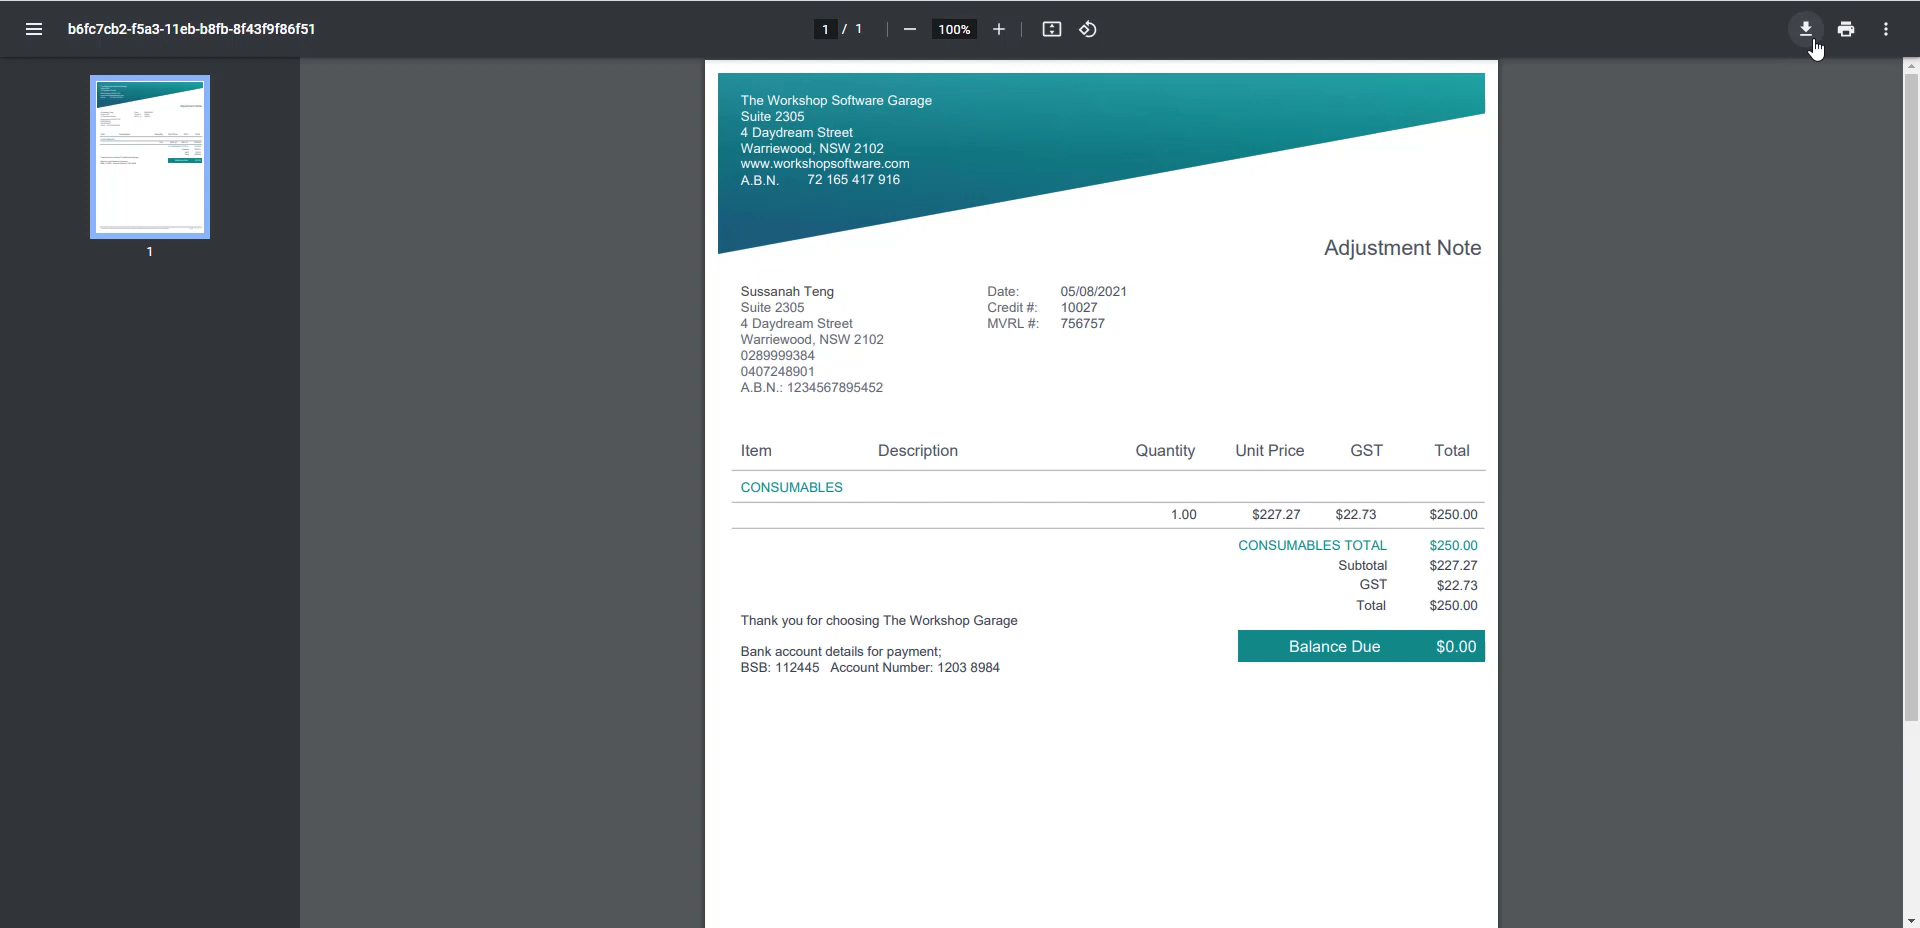 b6fc7cb2-f5a3-11eb-b8fb-8f43f9f86f51
1 / 1
100%
1
The Workshop Software Garage
Suite 2305
4 Daydream Street
Warriewood, NSW 2102
www.workshopsoftware.com
A.B.N. 72 165 417 916
Adjustment Note
Sussanah Teng
Suite 2305
4 Daydream Street
Warriewood, NSW 2102
0289999384
0407248901
A.B.N.: 1234567895452
Date: 05/08/2021
Credit #: 10027
MVRL #: 756757
Item Description Quantity Unit Price GST Total
CONSUMABLES
1.00 $227.27 $22.73 $250.00
CONSUMABLES TOTAL $250.00
Subtotal $227.27
GST $22.73
Total $250.00
Balance Due $0.00
Thank you for choosing The Workshop Garage
Bank account details for payment;
BSB: 112445 Account Number: 1203 8984